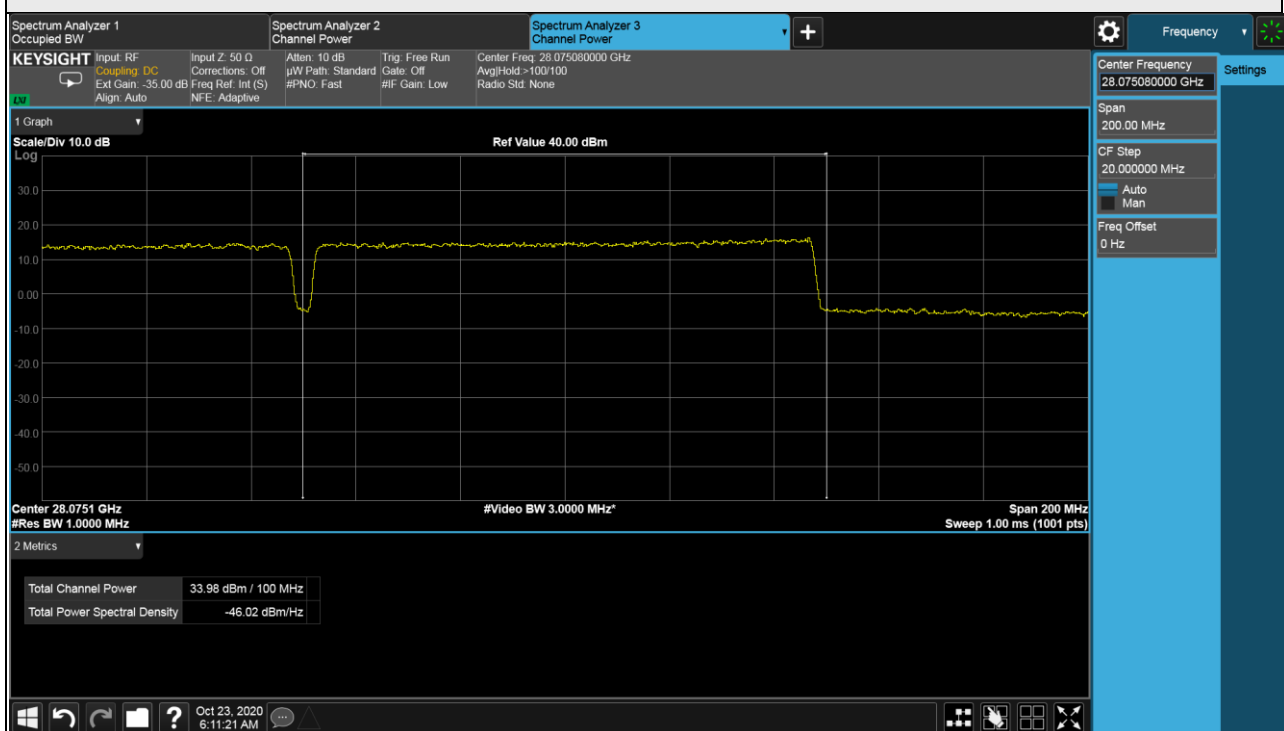 Spectrum Analyzer 1
Occupied BW
Spectrum Analyzer 2
Channel Power
Spectrum Analyzer 3
Channel Power
Frequency
KEYSIGHT
Input: RF
Coupling: DC
Ext Gain: -35.00 dB
Align: Auto
Input Z: 50 Ω
Corrections: Off
Freq Ref: Int (S)
NFE: Adaptive
Atten: 10 dB
µW Path: Standard
#PNO: Fast
Trig: Free Run
Gate: Off
#IF Gain: Low
Center Freq: 28.075080000 GHz
Avg|Hold:>100/100
Radio Std: None
LXI
1 Graph
Scale/Div 10.0 dB
Ref Value 40.00 dBm
Log
30.0
20.0
10.0
0.00
-10.0
-20.0
-30.0
-40.0
-50.0
Center 28.0751 GHz
#Video BW 3.0000 MHz*
Span 200 MHz
#Res BW 1.0000 MHz
Sweep 1.00 ms (1001 pts)
2 Metrics
Total Channel Power 33.98 dBm / 100 MHz
Total Power Spectral Density -46.02 dBm/Hz
Center Frequency
28.075080000 GHz
Settings
Span
200.00 MHz
CF Step
20.000000 MHz
Auto
Man
Freq Offset
0 Hz
?
Oct 23, 2020
6:11:21 AM